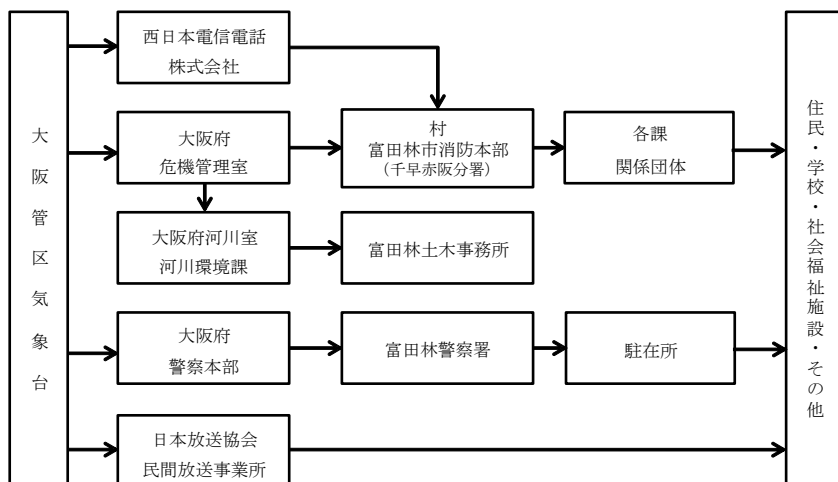 大阪管区気象台
西日本電信電話
株式会社
大阪府
危機管理室
村
富田林市消防本部
（千早赤阪分署）
各課
関係団体
大阪府河川室
河川環境課
富田林土木事務所
大阪府
警察本部
富田林警察署
駐在所
日本放送協会
民間放送事業所
住民・学校・社会福祉施設・その他